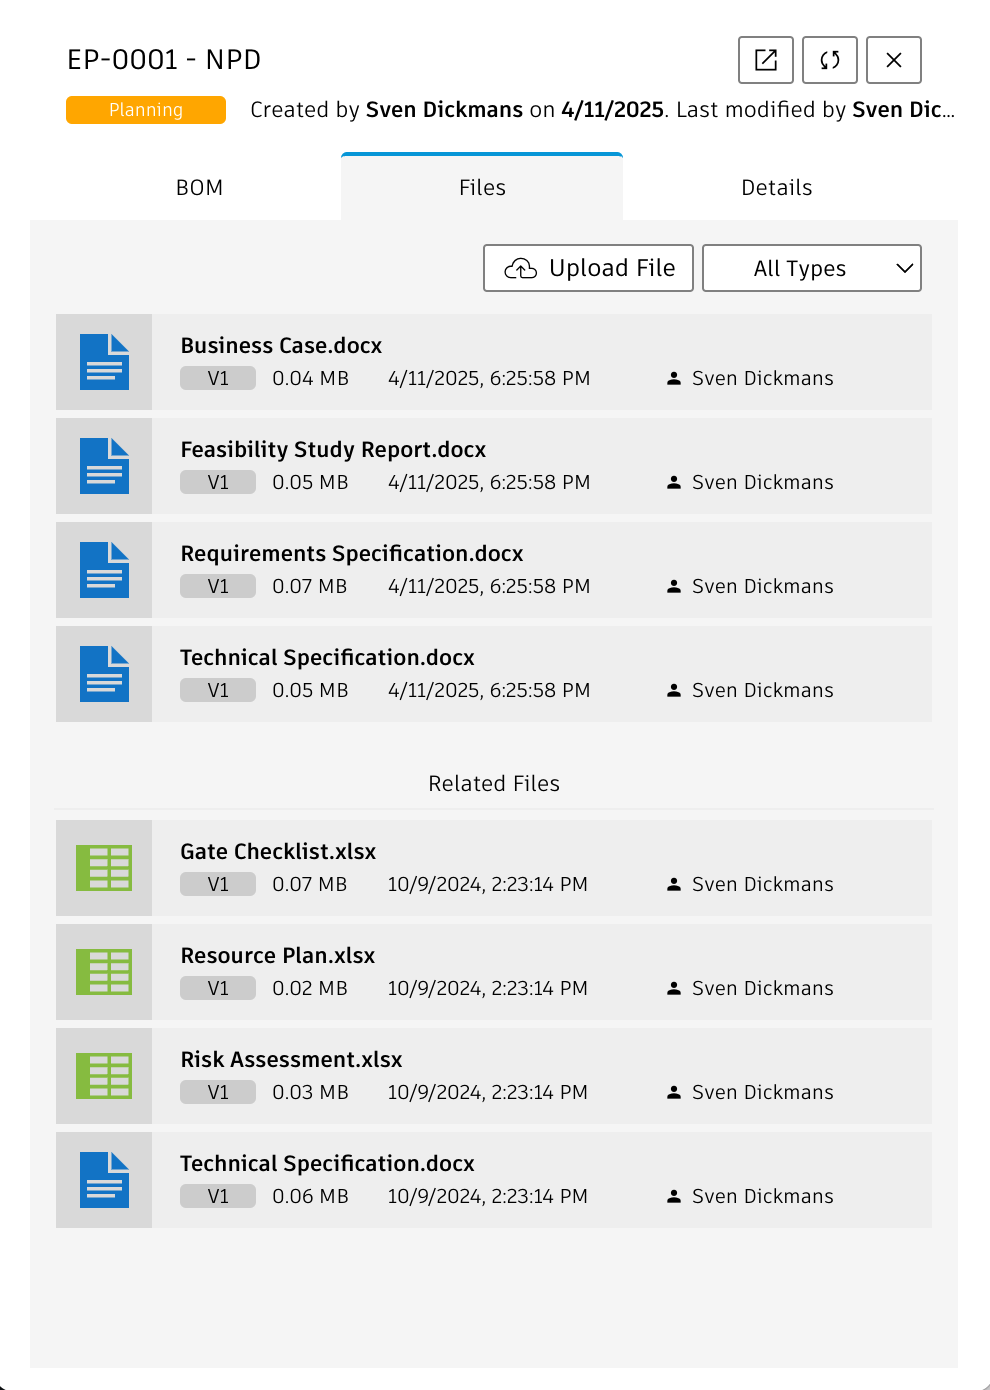 EP-0001 - NPD
Planning Created by Sven Dickmans on 4/11/2025. Last modified by Sven Dic...
BOM Files Details
Upload File All Types
Business Case.docx
V1 0.04 MB 4/11/2025, 6:25:58 PM Sven Dickmans
Feasibility Study Report.docx
V1 0.05 MB 4/11/2025, 6:25:58 PM Sven Dickmans
Requirements Specification.docx
V1 0.07 MB 4/11/2025, 6:25:58 PM Sven Dickmans
Technical Specification.docx
V1 0.05 MB 4/11/2025, 6:25:58 PM Sven Dickmans
Related Files
Gate Checklist.xlsx
V1 0.07 MB 10/9/2024, 2:23:14 PM Sven Dickmans
Resource Plan.xlsx
V1 0.02 MB 10/9/2024, 2:23:14 PM Sven Dickmans
Risk Assessment.xlsx
V1 0.03 MB 10/9/2024, 2:23:14 PM Sven Dickmans
Technical Specification.docx
V1 0.06 MB 10/9/2024, 2:23:14 PM Sven Dickmans